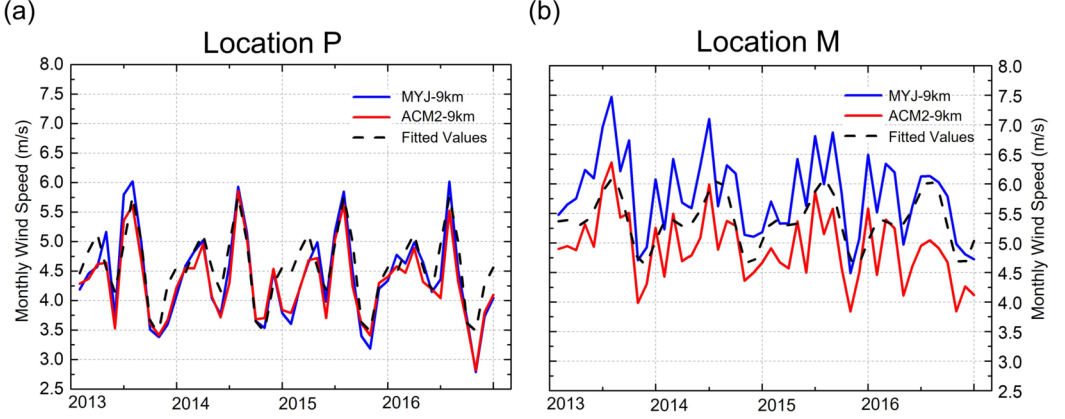 (a)
Location P
8.0
7.5
7.0
6.5
6.0
5.5
5.0
4.5
4.0
3.5
3.0
2.5
Monthly Wind Speed (m/s)
MYJ-9km
ACM2-9km
Fitted Values
2013 2014 2015 2016
(b)
Location M
MYJ-9km
ACM2-9km
Fitted Values
8.0
7.5
7.0
6.5
6.0
5.5
5.0
4.5
4.0
3.5
3.0
2.5
Monthly Wind Speed (m/s)
2013 2014 2015 2016